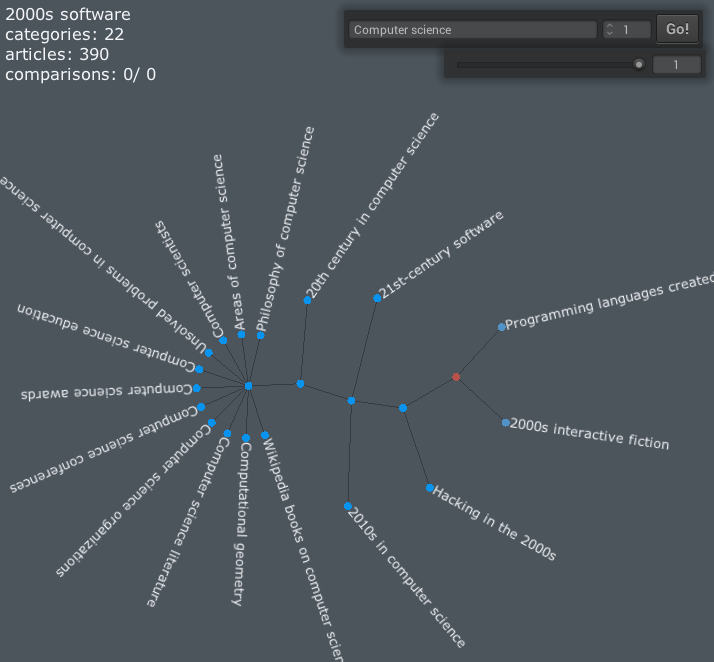 2000s software
categories: 22
articles: 390
comparisons: 0/ 0
Computer science
1
Go!
1
Philosophy of computer science
Areas of computer science
Computer scientists
Unsolved problems in computer science
Computer science education
Computer science awards
Computer science conferences
Computer science organizations
Computer science literature
Computational geometry
Wikipedia books on computer scien
20th century in computer science
21st-century software
2010s in computer science
Hacking in the 2000s
Programming languages created
2000s interactive fiction